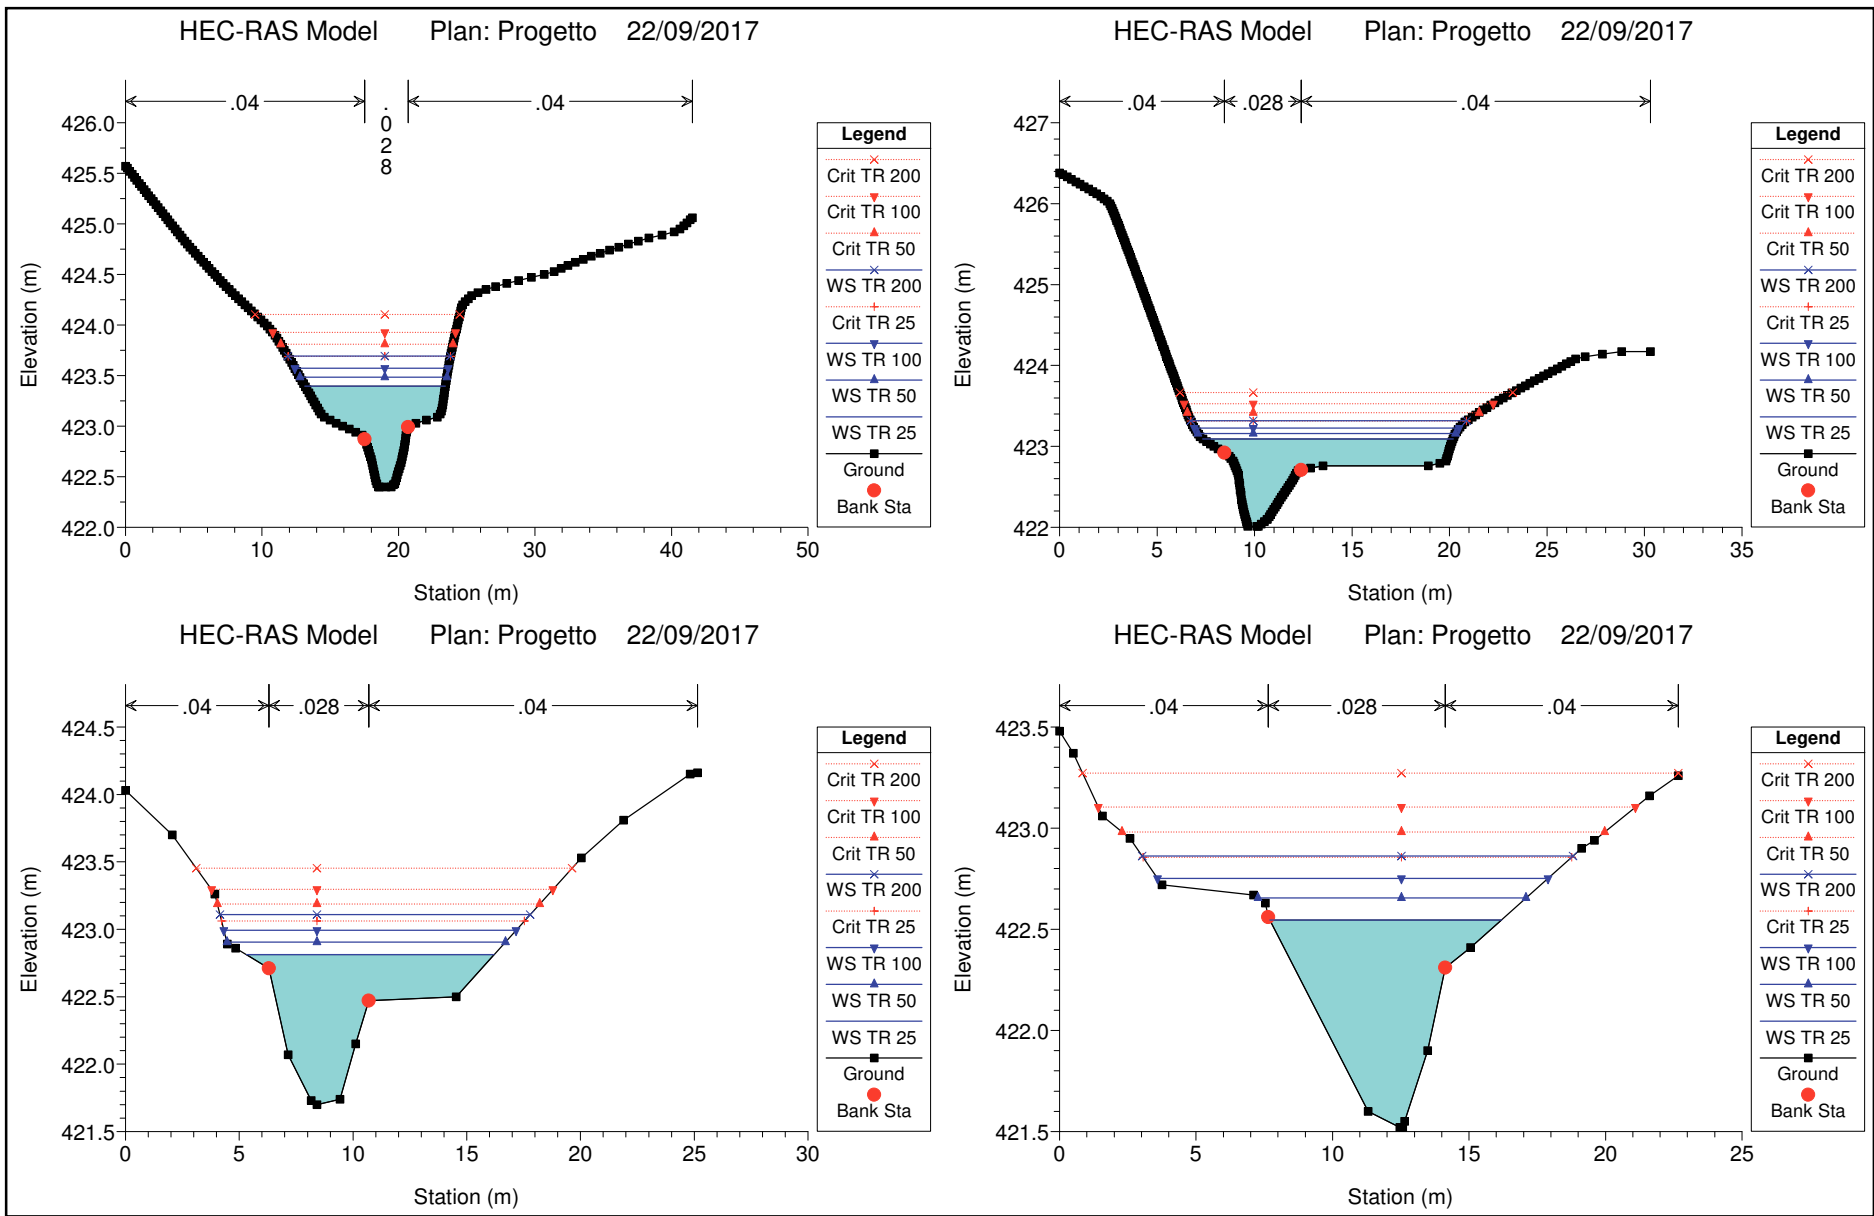 HEC-RAS Model Plan: Progetto 22/09/2017
.04 .028 .04
426.0
425.5
425.0
424.5
424.0
423.5
423.0
422.5
422.0
Elevation (m)
0 10 20 30 40 50
Station (m)
Legend
Crit TR 200
Crit TR 100
Crit TR 50
WS TR 200
Crit TR 25
WS TR 100
WS TR 50
WS TR 25
Ground
Bank Sta
HEC-RAS Model Plan: Progetto 22/09/2017
.04 .028 .04
427
426
425
424
423
422
Elevation (m)
0 5 10 15 20 25 30 35
Station (m)
Legend
Crit TR 200
Crit TR 100
Crit TR 50
WS TR 200
Crit TR 25
WS TR 100
WS TR 50
WS TR 25
Ground
Bank Sta
HEC-RAS Model Plan: Progetto 22/09/2017
.04 .028 .04
424.5
424.0
423.5
423.0
422.5
422.0
421.5
Elevation (m)
0 5 10 15 20 25 30
Station (m)
Legend
Crit TR 200
Crit TR 100
Crit TR 50
WS TR 200
Crit TR 25
WS TR 100
WS TR 50
WS TR 25
Ground
Bank Sta
HEC-RAS Model Plan: Progetto 22/09/2017
.04 .028 .04
423.5
423.0
422.5
422.0
421.5
Elevation (m)
0 5 10 15 20 25
Station (m)
Legend
Crit TR 200
Crit TR 100
Crit TR 50
WS TR 200
Crit TR 25
WS TR 100
WS TR 50
WS TR 25
Ground
Bank Sta